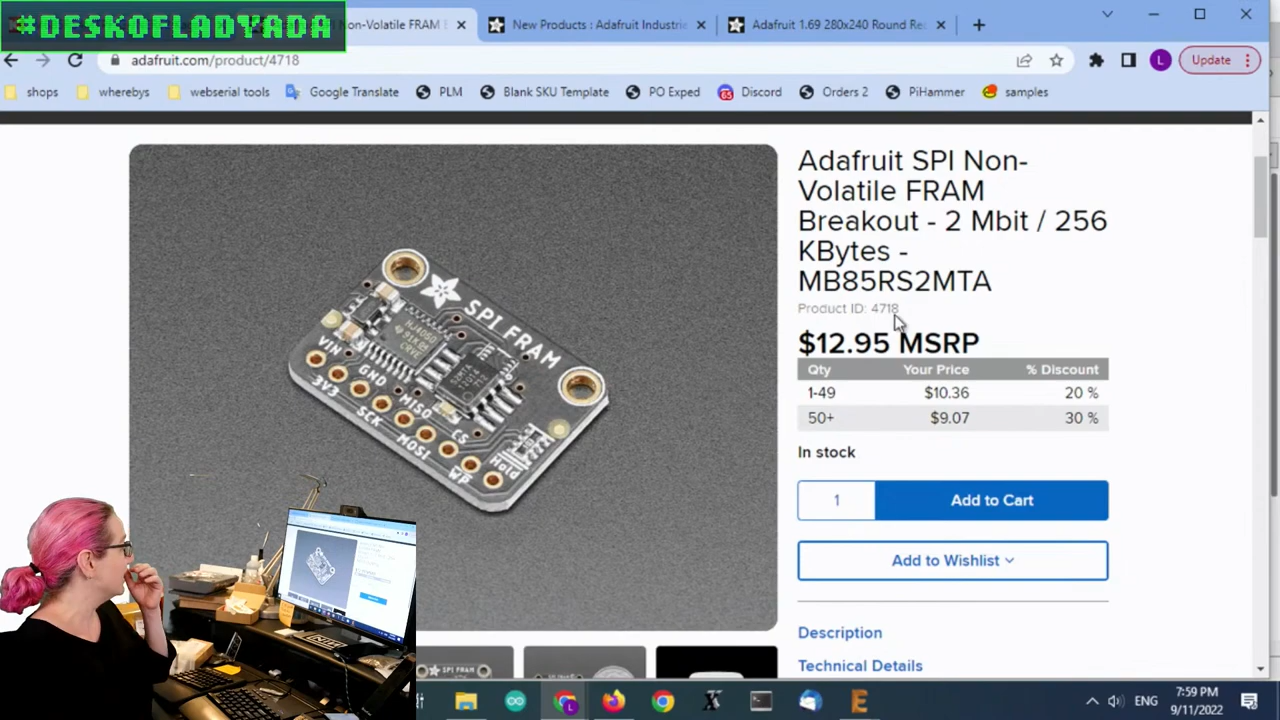 #DESKOFLADYADA
Non-Volatile FRAM
New Products : Adafruit Industrie
Adafruit 1.69 280x240 Round Re
adafruit.com/product/4718
L
Update
shops
wherebys
webserial tools
Google Translate
PLM
Blank SKU Template
PO Exped
Discord
Orders 2
PiHammer
samples
SPI FRAM
VIN
3V3
GND
SCK
MISO
MOSI
CS
WP
Hold
Adafruit SPI Non-
Volatile FRAM
Breakout - 2 Mbit / 256
KBytes -
MB85RS2MTA
Product ID: 4718
$12.95 MSRP
Qty Your Price % Discount
1-49 $10.36 20 %
50+ $9.07 30 %
In stock
1
Add to Cart
Add to Wishlist
Description
Technical Details
SPI FRAM
ENG
7:59 PM
9/11/2022